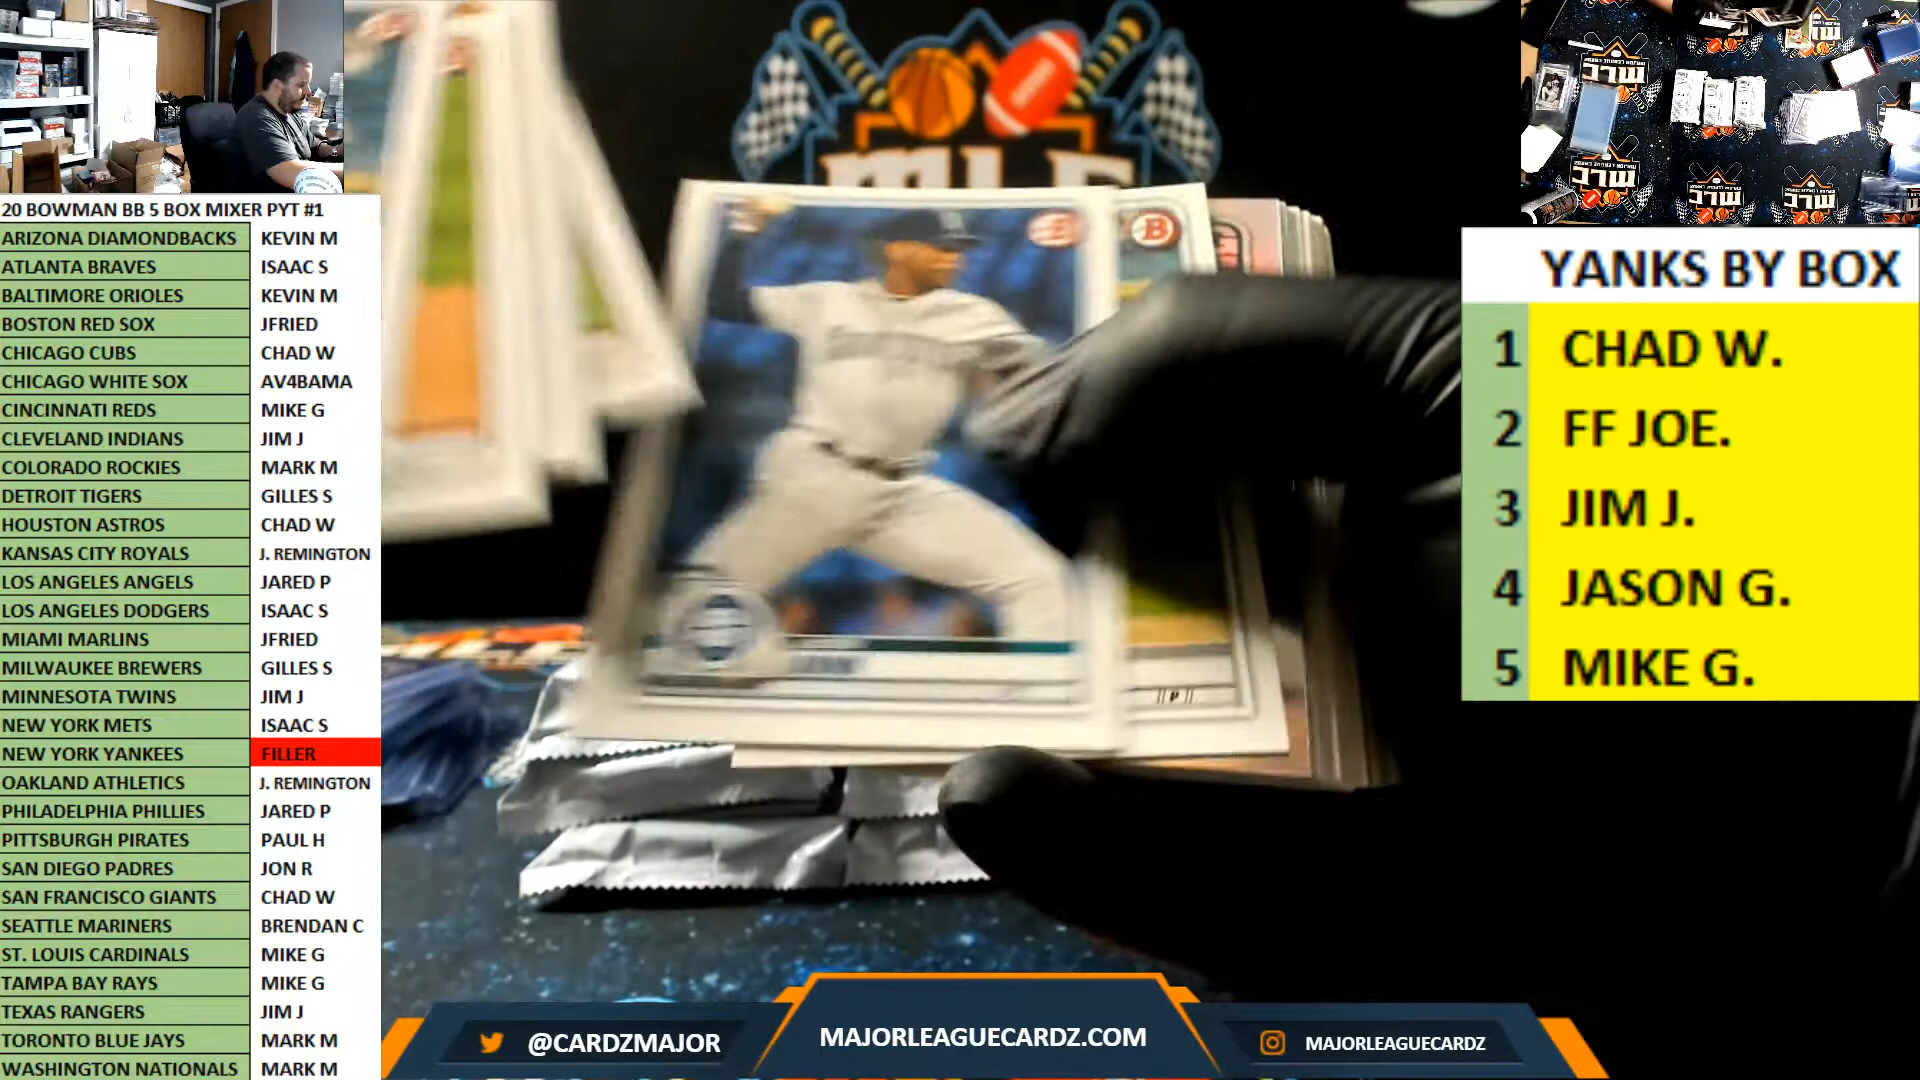 20 BOWMAN BB 5 BOX MIXER PYT #1
ARIZONA DIAMONDBACKS KEVIN M
ATLANTA BRAVES ISAAC S
BALTIMORE ORIOLES KEVIN M
BOSTON RED SOX JFRIED
CHICAGO CUBS CHAD W
CHICAGO WHITE SOX AV4BAMA
CINCINNATI REDS MIKE G
CLEVELAND INDIANS JIM J
COLORADO ROCKIES MARK M
DETROIT TIGERS GILLES S
HOUSTON ASTROS CHAD W
KANSAS CITY ROYALS J. REMINGTON
LOS ANGELES ANGELS JARED P
LOS ANGELES DODGERS ISAAC S
MIAMI MARLINS JFRIED
MILWAUKEE BREWERS GILLES S
MINNESOTA TWINS JIM J
NEW YORK METS ISAAC S
NEW YORK YANKEES FILLER
OAKLAND ATHLETICS J. REMINGTON
PHILADELPHIA PHILLIES JARED P
PITTSBURGH PIRATES PAUL H
SAN DIEGO PADRES JON R
SAN FRANCISCO GIANTS CHAD W
SEATTLE MARINERS BRENDAN C
ST. LOUIS CARDINALS MIKE G
TAMPA BAY RAYS MIKE G
TEXAS RANGERS JIM J
TORONTO BLUE JAYS MARK M
WASHINGTON NATIONALS MARK M
B
YANKS BY BOX
1 CHAD W.
2 FF JOE.
3 JIM J.
4 JASON G.
5 MIKE G.
@CARDZMAJOR
MAJORLEAGUECARDZ.COM
MAJORLEAGUECARDZ